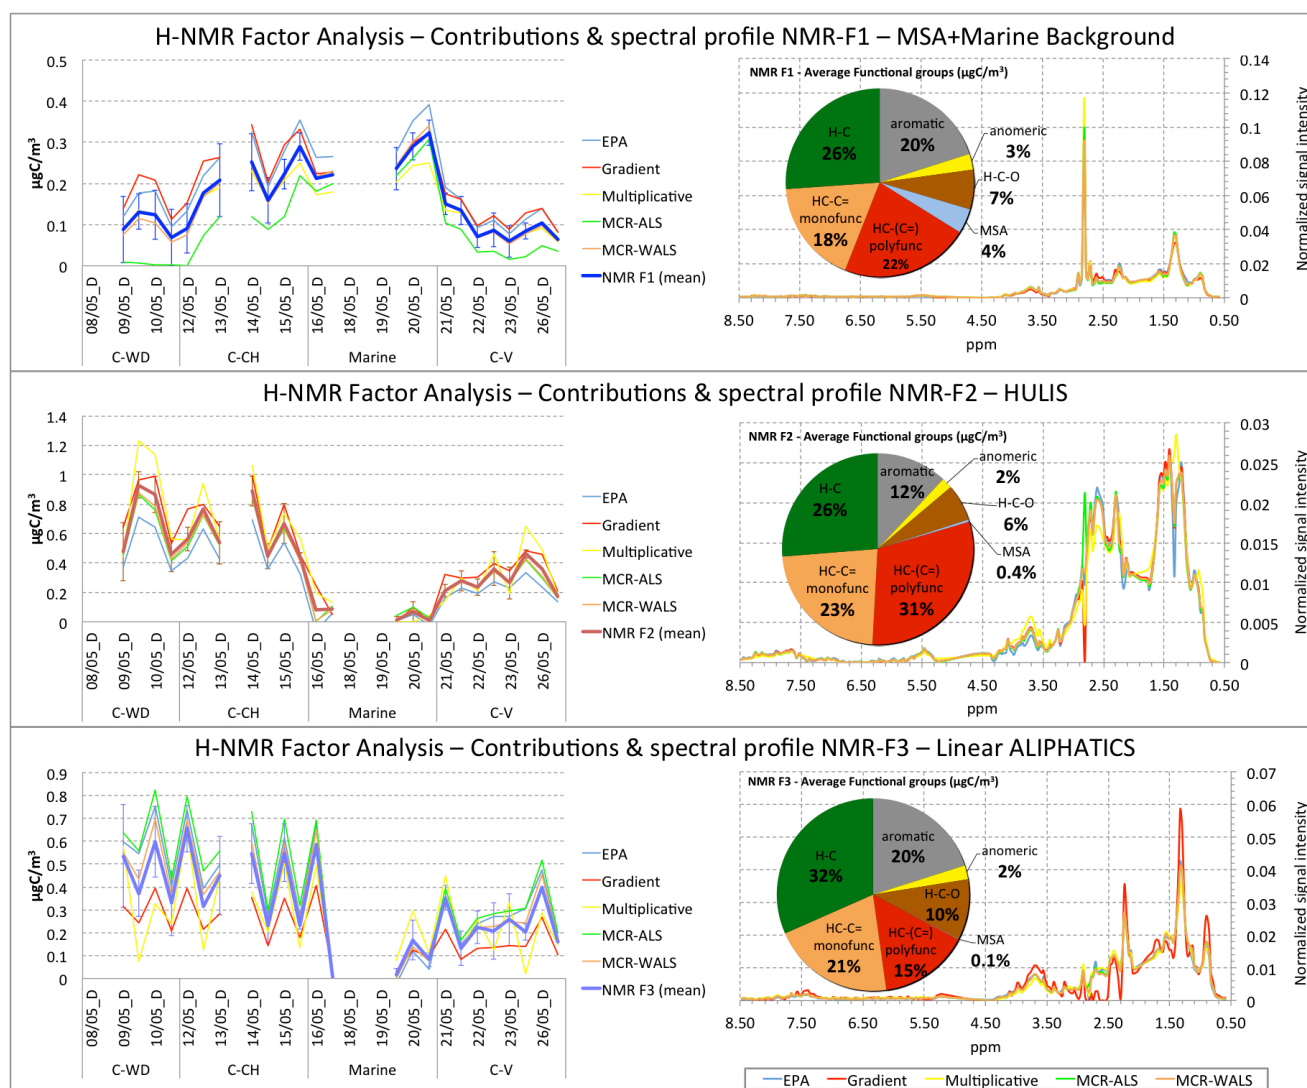 H-NMR Factor Analysis – Contributions & spectral profile NMR-F1 – MSA+Marine Background
0.5
0.4
0.3
0.2
0.1
0
µgC/m³
08/05_D
09/05_D
10/05_D
12/05_D
13/05_D
14/05_D
15/05_D
16/05_D
18/05_D
20/05_D
21/05_D
22/05_D
23/05_D
26/05_D
C-WD
C-CH
Marine
C-V
EPA
Gradient
Multiplicative
MCR-ALS
MCR-WALS
NMR F1 (mean)
NMR F1 - Average Functional groups (µgC/m³)
H-C
26%
aromatic
20%
anomeric
3%
H-C-O
7%
MSA
4%
HC-(C=)
polyfunc
22%
HC-C=
monofunc
18%
0.14
0.12
0.1
0.08
0.06
0.04
0.02
0
Normalized signal intensity
8.50 7.50 6.50 5.50 4.50 3.50 2.50 1.50 0.50
ppm
H-NMR Factor Analysis – Contributions & spectral profile NMR-F2 – HULIS
1.4
1.2
1
0.8
0.6
0.4
0.2
0
µgC/m³
08/05_D
09/05_D
10/05_D
12/05_D
13/05_D
14/05_D
15/05_D
16/05_D
18/05_D
20/05_D
21/05_D
22/05_D
23/05_D
26/05_D
C-WD
C-CH
Marine
C-V
EPA
Gradient
Multiplicative
MCR-ALS
MCR-WALS
NMR F2 (mean)
NMR F2 - Average Functional groups (µgC/m³)
H-C
26%
aromatic
12%
anomeric
2%
H-C-O
6%
MSA
0.4%
HC-(C=)
polyfunc
31%
HC-C=
monofunc
23%
0.03
0.025
0.02
0.015
0.01
0.005
0
Normalized signal intensity
8.50 7.50 6.50 5.50 4.50 3.50 2.50 1.50 0.50
ppm
H-NMR Factor Analysis – Contributions & spectral profile NMR-F3 – Linear ALIPHATICS
0.9
0.8
0.7
0.6
0.5
0.4
0.3
0.2
0.1
0
µgC/m³
08/05_D
09/05_D
10/05_D
12/05_D
13/05_D
14/05_D
15/05_D
16/05_D
18/05_D
20/05_D
21/05_D
22/05_D
23/05_D
26/05_D
C-WD
C-CH
Marine
C-V
EPA
Gradient
Multiplicative
MCR-ALS
MCR-WALS
NMR F3 (mean)
NMR F3 - Average Functional groups (µgC/m³)
H-C
32%
aromatic
20%
anomeric
2%
H-C-O
10%
MSA
0.1%
HC-(C=)
polyfunc
15%
HC-C=
monofunc
21%
0.07
0.06
0.05
0.04
0.03
0.02
0.01
0
Normalized signal intensity
8.50 7.50 6.50 5.50 4.50 3.50 2.50 1.50 0.50
ppm
EPA Gradient Multiplicative MCR-ALS MCR-WALS